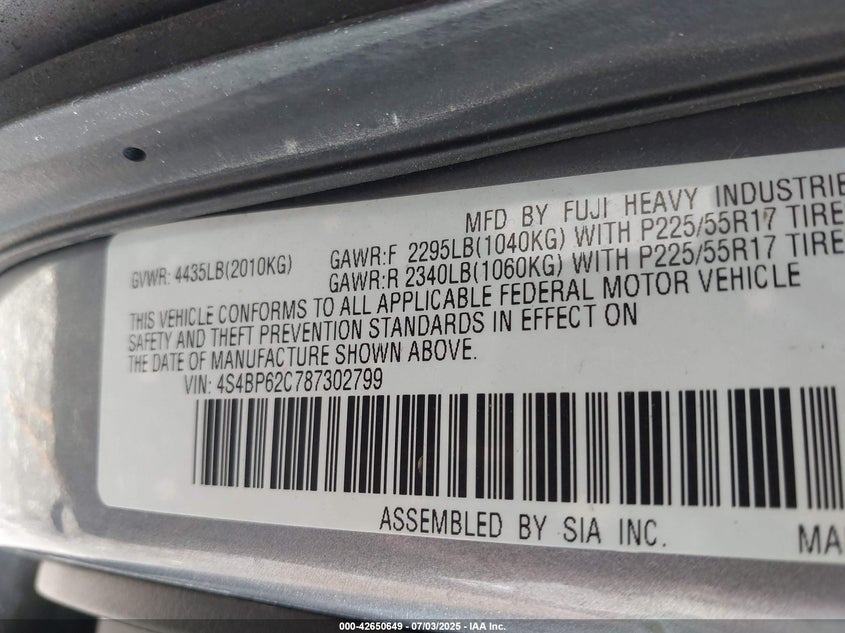 MFD BY FUJI HEAVY INDUSTRIE
GVWR: 4435LB(2010KG)
GAWR:F 2295LB(1040KG) WITH P225/55R17 TIRE
GAWR:R 2340LB(1060KG) WITH P225/55R17 TIRE
THIS VEHICLE CONFORMS TO ALL APPLICABLE FEDERAL MOTOR VEHICLE
SAFETY AND THEFT PREVENTION STANDARDS IN EFFECT ON
THE DATE OF MANUFACTURE SHOWN ABOVE.
VIN: 4S4BP62C787302799
ASSEMBLED BY SIA INC.
MA
000-42650649 / 07/03/2025 - IAA Inc.